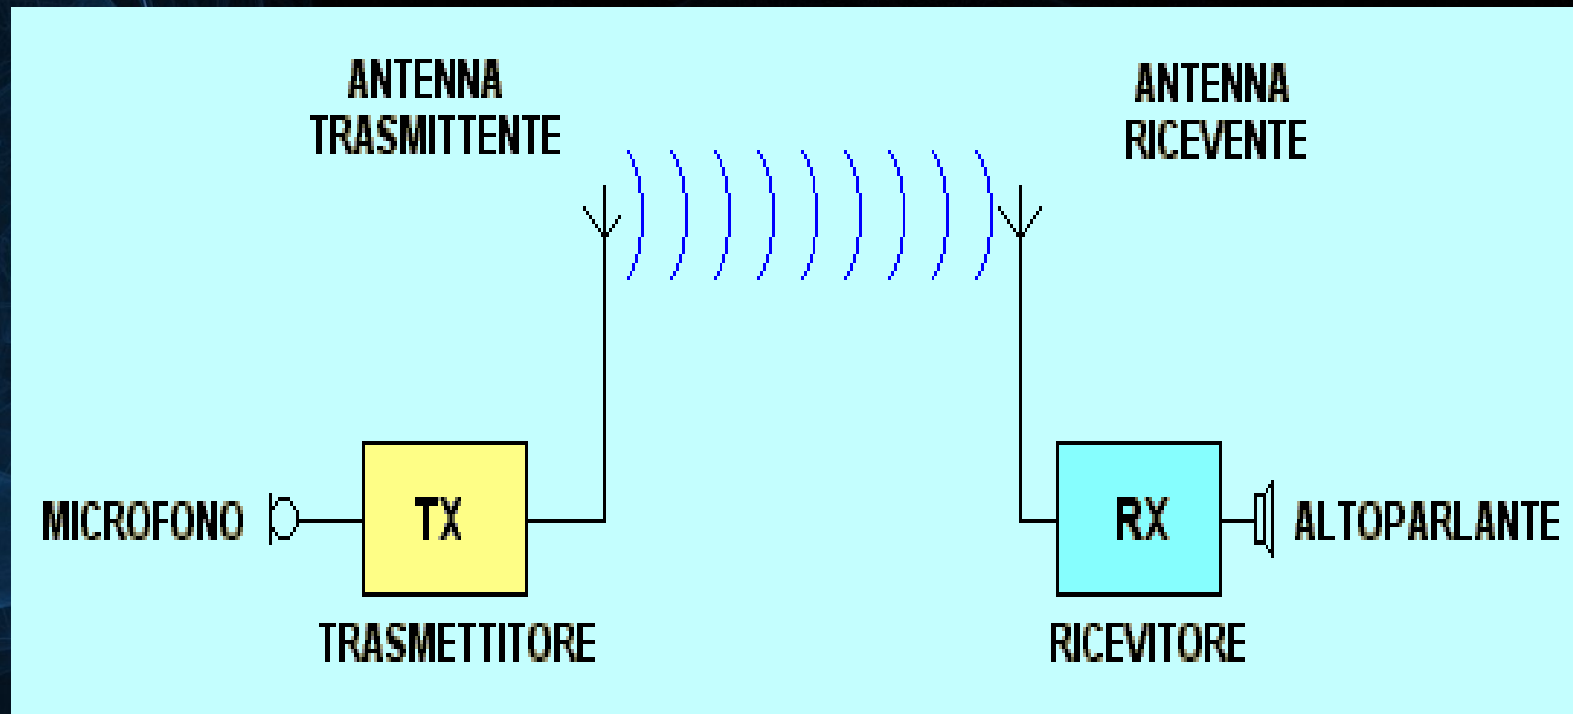 ANTENNA
TRASMITTENTE
ANTENNA
RICEVENTE
MICROFONO
TX
RX
ALTOPARLANTE
TRASMETTITORE
RICEVITORE